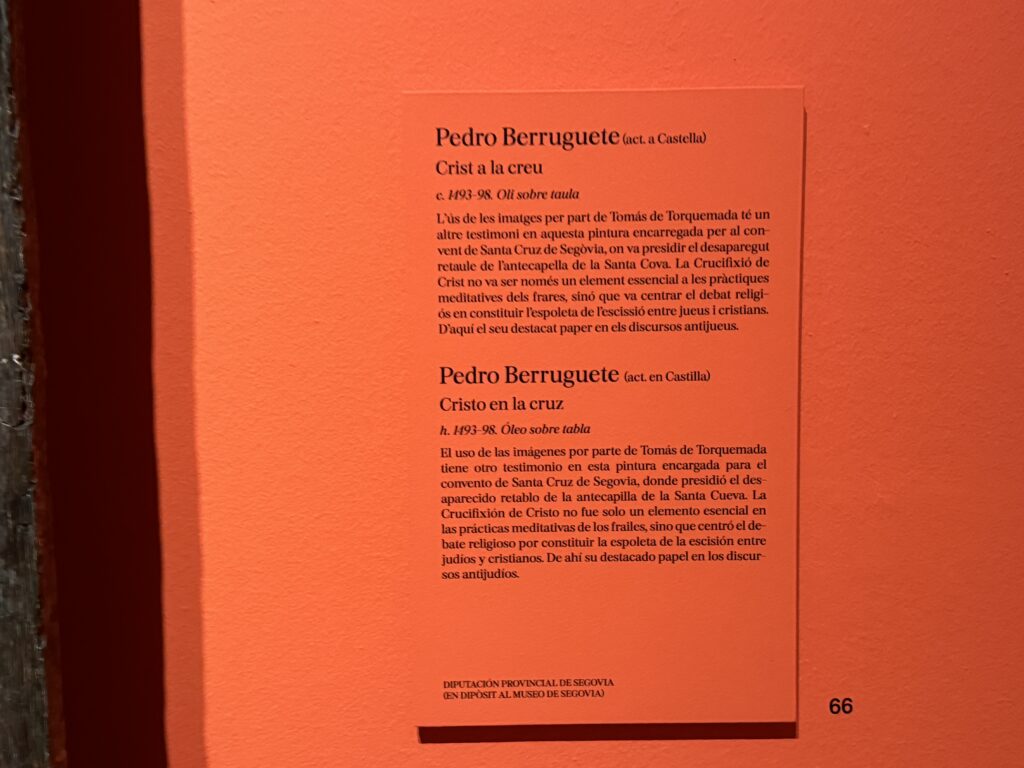 Pedro Berruguete (act. a Castella)
Crist a la creu
c. 1493-98. Oli sobre taula
L'ús de les imatges per part de Tomás de Torquemada té un
altre testimoni en aquesta pintura encarregada per al con-
vent de Santa Cruz de Segòvia, on va presidir el desaparegut
retaule de l'antecapella de la Santa Cova. La Crucifixió de
Crist no va ser només un element essencial a les pràctiques
meditatives dels frares, sinó que va centrar el debat religi-
ós en constituir l'espoleta de l'escissió entre jueus i cristians.
D'aquí el seu destacat paper en els discursos antijueus.
Pedro Berruguete (act. en Castilla)
Cristo en la cruz
h. 1493-98. Óleo sobre tabla
El uso de las imágenes por parte de Tomás de Torquemada
tiene otro testimonio en esta pintura encargada para el
convento de Santa Cruz de Segovia, donde presidió el des-
aparecido retablo de la antecapilla de la Santa Cueva. La
Crucifixión de Cristo no fue solo un elemento esencial en
las prácticas meditativas de los frailes, sino que centró el de-
bate religioso por constituir la espoleta de la escisión entre
judíos y cristianos. De ahí su destacado papel en los discur-
sos antijudíos.
DIPUTACIÓN PROVINCIAL DE SEGOVIA
(EN DIPÒSIT AL MUSEO DE SEGOVIA)
66